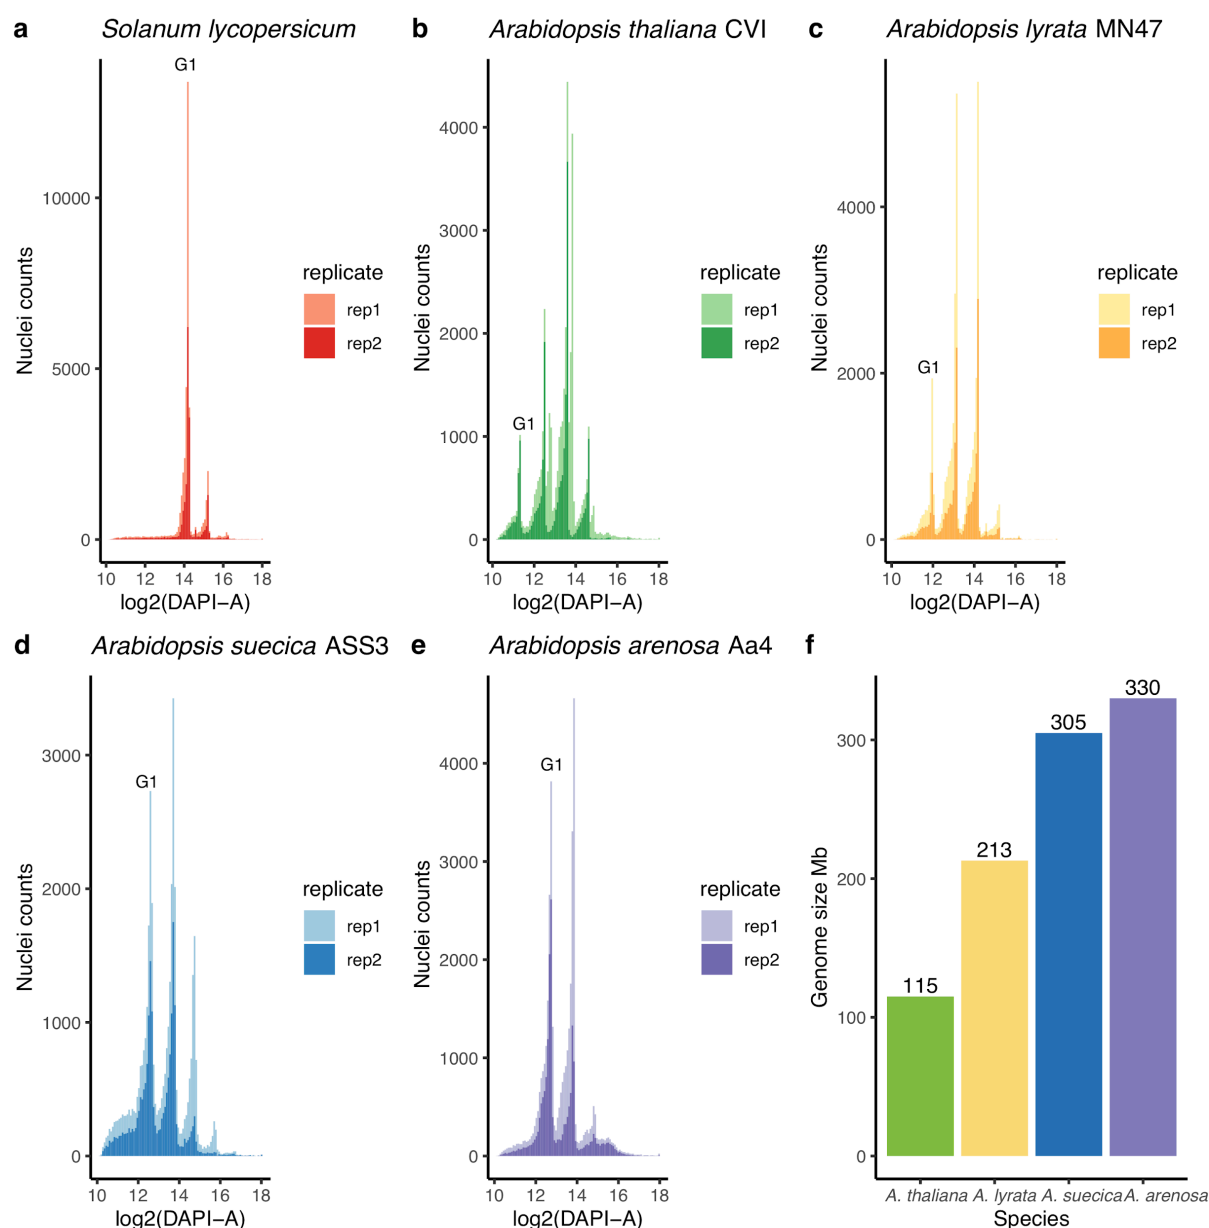 a Solanum lycopersicum
G1
10000
5000
0
Nuclei counts
10 12 14 16 18
log2(DAPI−A)
replicate
rep1
rep2
b Arabidopsis thaliana CVI
4000
3000
2000
1000
0
G1
Nuclei counts
10 12 14 16 18
log2(DAPI−A)
replicate
rep1
rep2
c Arabidopsis lyrata MN47
4000
2000
0
G1
Nuclei counts
10 12 14 16 18
log2(DAPI−A)
replicate
rep1
rep2
d Arabidopsis suecica ASS3
3000
2000
1000
0
G1
Nuclei counts
10 12 14 16 18
log2(DAPI−A)
replicate
rep1
rep2
e Arabidopsis arenosa Aa4
4000
3000
2000
1000
0
G1
Nuclei counts
10 12 14 16 18
log2(DAPI−A)
replicate
rep1
rep2
f
300
200
100
0
Genome size Mb
115 213 305 330
A. thaliana A. lyrata A. suecica A. arenosa
Species